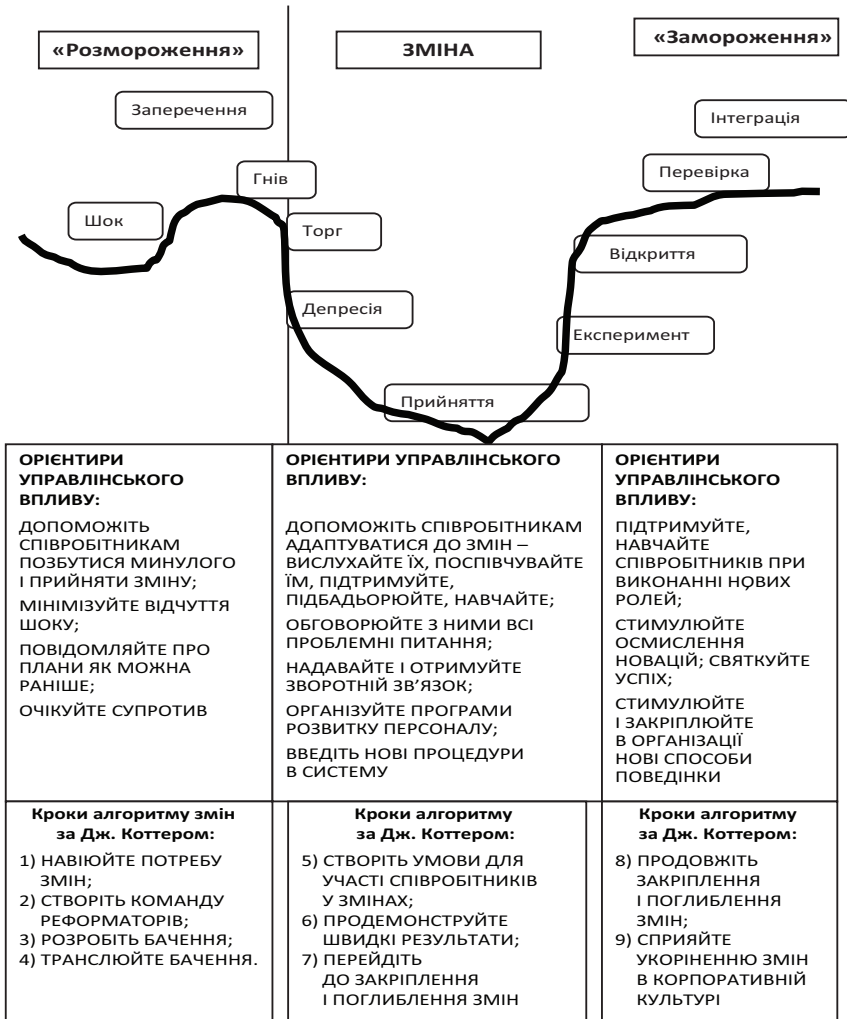 «Розмороження»
ЗМІНА
«Замороження»
Заперечення
Інтеграція
Гнів
Перевірка
Шок
Торг
Відкриття
Депресія
Експеримент
Прийняття
ОРІЄНТИРИ
УПРАВЛІНСЬКОГО
ВПЛИВУ:
ДОПОМОЖІТЬ
СПІВРОБІТНИКАМ
ПОЗБУТИСЯ МИНУЛОГО
І ПРИЙНЯТИ ЗМІНУ;
МІНІМІЗУЙТЕ ВІДЧУТТЯ
ШОКУ;
ПОВІДОМЛЯЙТЕ ПРО
ПЛАНИ ЯК МОЖНА
РАНІШЕ;
ОЧІКУЙТЕ СУПРОТИВ
ОРІЄНТИРИ УПРАВЛІНСЬКОГО
ВПЛИВУ:
ДОПОМОЖІТЬ СПІВРОБІТНИКАМ
АДАПТУВАТИСЯ ДО ЗМІН –
ВИСЛУХАЙТЕ ЇХ, ПОСПІВЧУВАЙТЕ
ЇМ, ПІДТРИМУЙТЕ,
ПІДБАДЬОРЮЙТЕ, НАВЧАЙТЕ;
ОБГОВОРЮЙТЕ З НИМИ ВСІ
ПРОБЛЕМНІ ПИТАННЯ;
НАДАВАЙТЕ І ОТРИМУЙТЕ
ЗВОРОТНІЙ ЗВ’ЯЗОК;
ОРГАНІЗУЙТЕ ПРОГРАМИ
РОЗВИТКУ ПЕРСОНАЛУ;
ВВЕДІТЬ НОВІ ПРОЦЕДУРИ
В СИСТЕМУ
ОРІЄНТИРИ
УПРАВЛІНСЬКОГО
ВПЛИВУ:
ПІДТРИМУЙТЕ,
НАВЧАЙТЕ
СПІВРОБІТНИКІВ ПРИ
ВИКОНАННІ НОВИХ
РОЛЕЙ;
СТИМУЛЮЙТЕ
ОСМИСЛЕННЯ
НОВАЦІЙ; СВЯТКУЙТЕ
УСПІХ;
СТИМУЛЮЙТЕ
І ЗАКРІПЛЮЙТЕ
В ОРГАНІЗАЦІЇ
НОВІ СПОСОБИ
ПОВЕДІНКИ
Кроки алгоритму змін
за Дж. Коттером:
1) НАВІЮЙТЕ ПОТРЕБУ
ЗМІН;
2) СТВОРІТЬ КОМАНДУ
РЕФОРМАТОРІВ;
3) РОЗРОБІТЬ БАЧЕННЯ;
4) ТРАНСЛЮЙТЕ БАЧЕННЯ.
Кроки алгоритму
за Дж. Коттером:
5) СТВОРІТЬ УМОВИ ДЛЯ
УЧАСТІ СПІВРОБІТНИКІВ
У ЗМІНАХ;
6) ПРОДЕМОНСТРУЙТЕ
ШВИДКІ РЕЗУЛЬТАТИ;
7) ПЕРЕЙДІТЬ
ДО ЗАКРІПЛЕННЯ
І ПОГЛИБЛЕННЯ ЗМІН
Кроки алгоритму
за Дж. Коттером:
8) ПРОДОВЖІТЬ
ЗАКРІПЛЕННЯ
І ПОГЛИБЛЕННЯ
ЗМІН;
9) СПРИЯЙТЕ
УКОРІНЕННЮ ЗМІН
В КОРПОРАТИВНІЙ
КУЛЬТУРІ